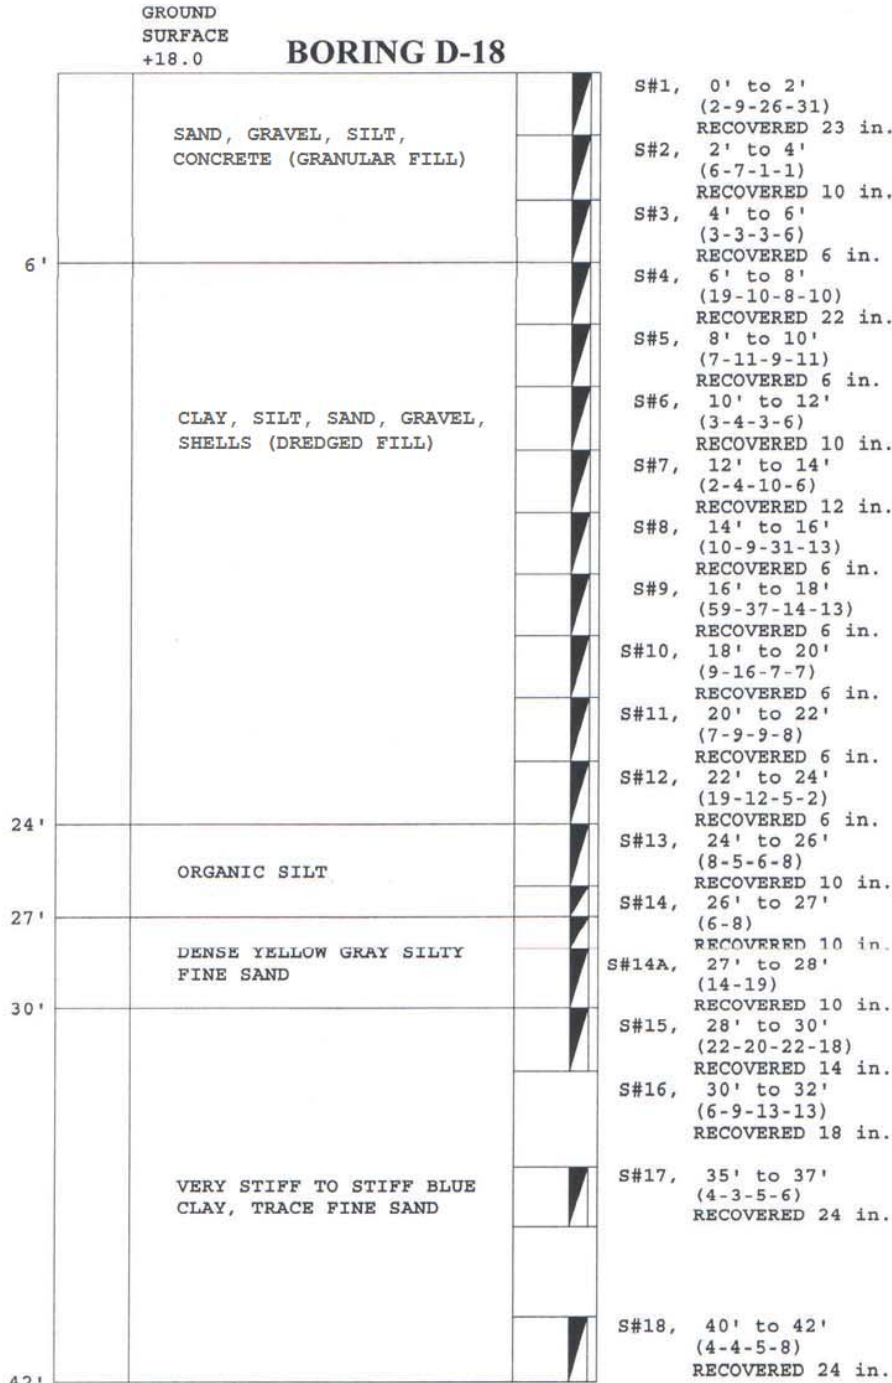 GROUND
SURFACE
+18.0
BORING D-18
S#1, 0' to 2'
(2-9-26-31)
RECOVERED 23 in.
SAND, GRAVEL, SILT,
CONCRETE (GRANULAR FILL)
S#2, 2' to 4'
(6-7-1-1)
RECOVERED 10 in.
S#3, 4' to 6'
(3-3-3-6)
RECOVERED 6 in.
6'
S#4, 6' to 8'
(19-10-8-10)
RECOVERED 22 in.
S#5, 8' to 10'
(7-11-9-11)
RECOVERED 6 in.
CLAY, SILT, SAND, GRAVEL,
SHELLS (DREDGED FILL)
S#6, 10' to 12'
(3-4-3-6)
RECOVERED 10 in.
S#7, 12' to 14'
(2-4-10-6)
RECOVERED 12 in.
S#8, 14' to 16'
(10-9-31-13)
RECOVERED 6 in.
S#9, 16' to 18'
(59-37-14-13)
RECOVERED 6 in.
S#10, 18' to 20'
(9-16-7-7)
RECOVERED 6 in.
S#11, 20' to 22'
(7-9-9-8)
RECOVERED 6 in.
S#12, 22' to 24'
(19-12-5-2)
RECOVERED 6 in.
24'
S#13, 24' to 26'
(8-5-6-8)
RECOVERED 10 in.
ORGANIC SILT
S#14, 26' to 27'
(6-8)
RECOVERED 10 in.
27'
DENSE YELLOW GRAY SILTY
FINE SAND
S#14A, 27' to 28'
(14-19)
RECOVERED 10 in.
30'
S#15, 28' to 30'
(22-20-22-18)
RECOVERED 14 in.
S#16, 30' to 32'
(6-9-13-13)
RECOVERED 18 in.
VERY STIFF TO STIFF BLUE
CLAY, TRACE FINE SAND
S#17, 35' to 37'
(4-3-5-6)
RECOVERED 24 in.
S#18, 40' to 42'
(4-4-5-8)
RECOVERED 24 in.
42'